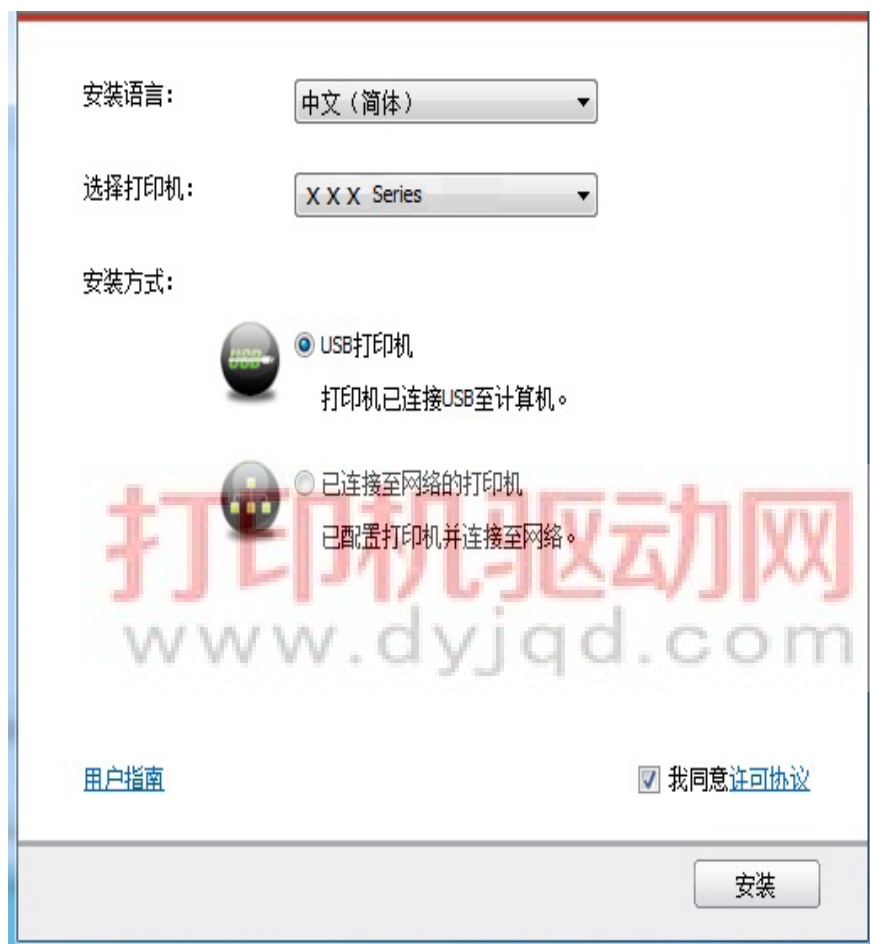 安装语言：
中文（简体）
选择打印机：
X X X Series
安装方式：
USB
USB打印机
打印机已连接USB至计算机。
已连接至网络的打印机
已配置打印机并连接至网络。
打印机驱动网
www.dyjqd.com
用户指南
我同意许可协议
安装